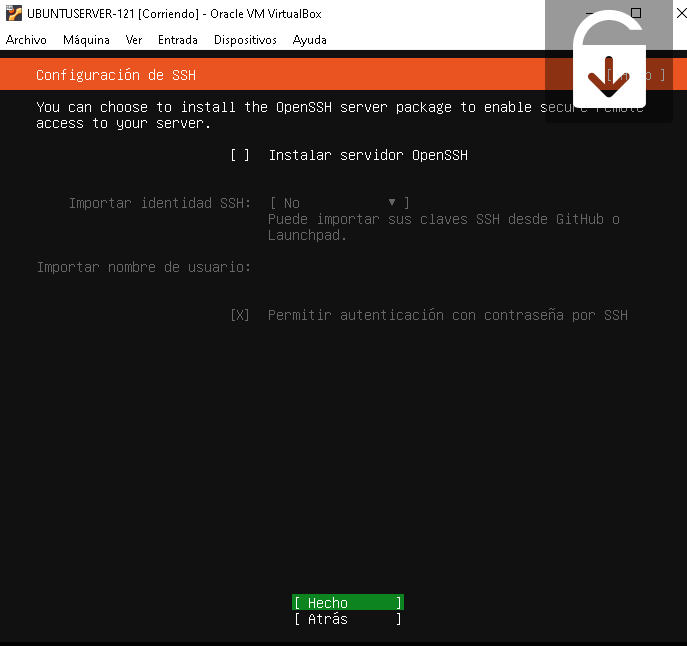 UBUNTUSERVER-121 [Corriendo] - Oracle VM VirtualBox
Archivo Máquina Ver Entrada Dispositivos Ayuda
Configuración de SSH
You can choose to install the OpenSSH server package to enable secure remote
access to your server.
[ ] Instalar servidor OpenSSH
Importar identidad SSH: [ No ▼ ]
Puede importar sus claves SSH desde GitHub o
Launchpad.
Importar nombre de usuario:
[X] Permitir autenticación con contraseña por SSH
[ Hecho ]
[ Atrás ]